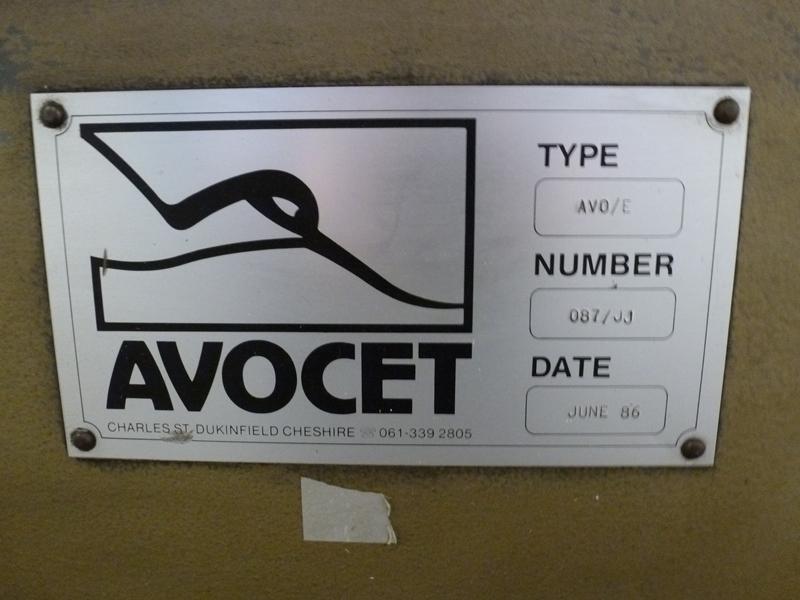 AVOCET
CHARLES ST. DUKINFIELD CHESHIRE ☏ 061-339 2805
TYPE
AVO/E
NUMBER
087/JJ
DATE
JUNE 86